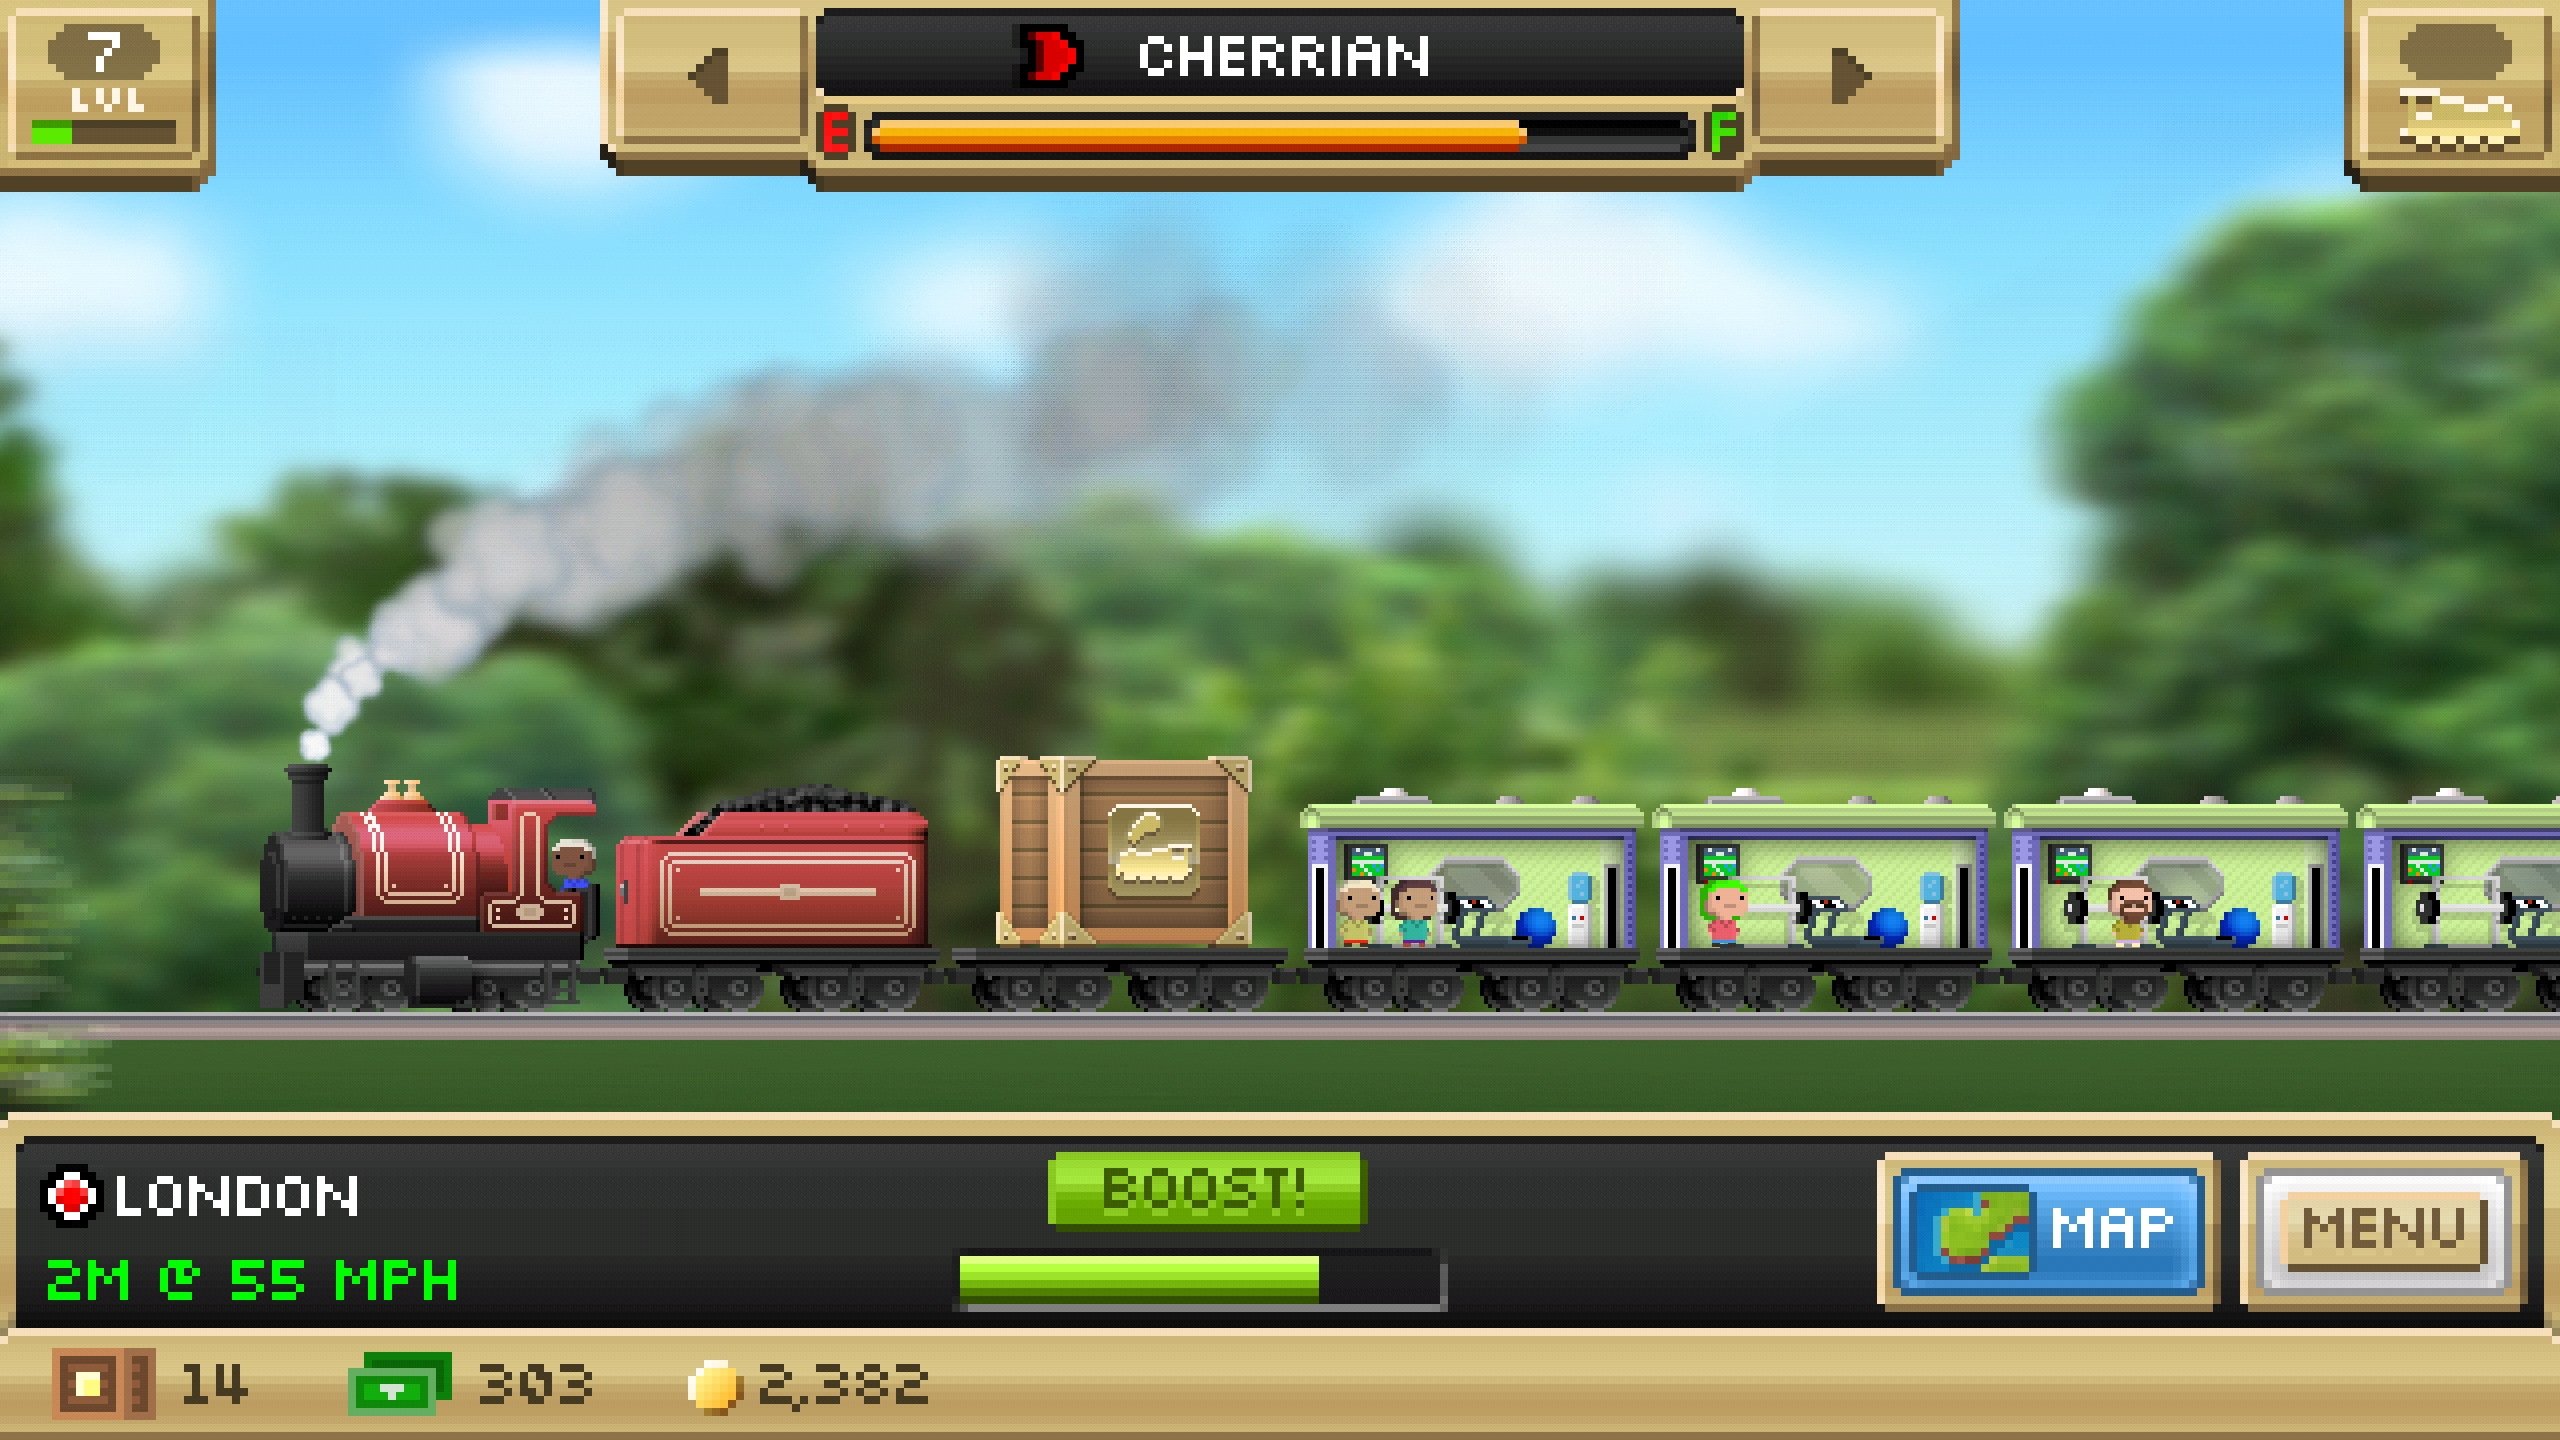 7
LVL
CHERRIAN
E F
LONDON
2M @ 55 MPH
BOOST!
MAP
MENU
14 303 2,382